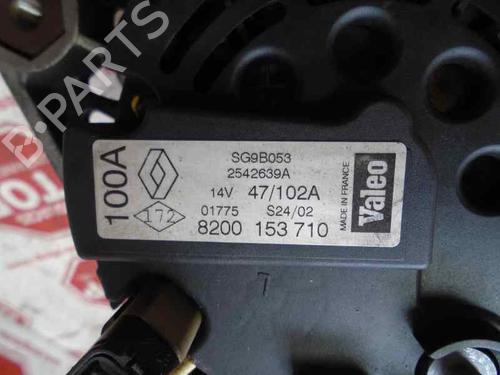 100A
172
SG9B053
2542639A
14V 47/102A
01775 S24/02
8200 153 710
MADE IN FRANCE
Valeo
7
B-PARTS